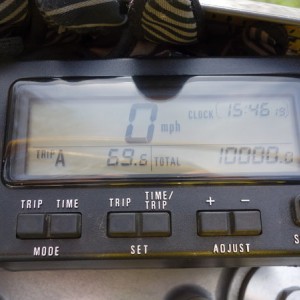 0 mph CLOCK 15:46 19
TRIP A 69.6 TOTAL 10000.0
TRIP TIME TRIP TIME/TRIP + -
MODE SET ADJUST S